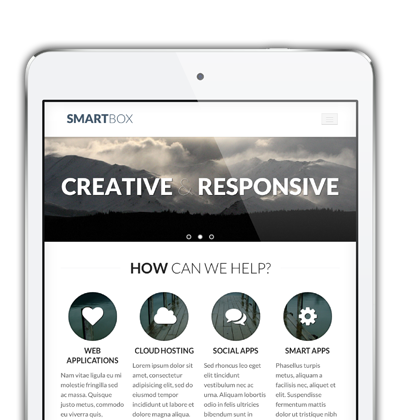 SMARTBOX
CREATIVE RESPONSIVE
HOW CAN WE HELP?
WEB APPLICATIONS
Nam vitae ligula eu mi
molestie fringilla sed
ac massa. Quisque
justo metus, commodo
eu viverra quis.
CLOUD HOSTING
Lorem ipsum dolor sit
amet, consectetur
adipisicing elit, sed do
eiusmod tempor
incididunt ut labore et
dolore magna aliqua.
SOCIAL APPS
Sed rhoncus leo eget
elit tincidunt
vestibulum nec ac
urna. Aliquam lobortis
odio in felis ultricies
bibendum sunt in
SMART APPS
Phasellus turpis
metus, aliquam a
facilisis nec, aliquet et
elit. Suspendisse
fermentum mattis
dolor ut tristique nibh